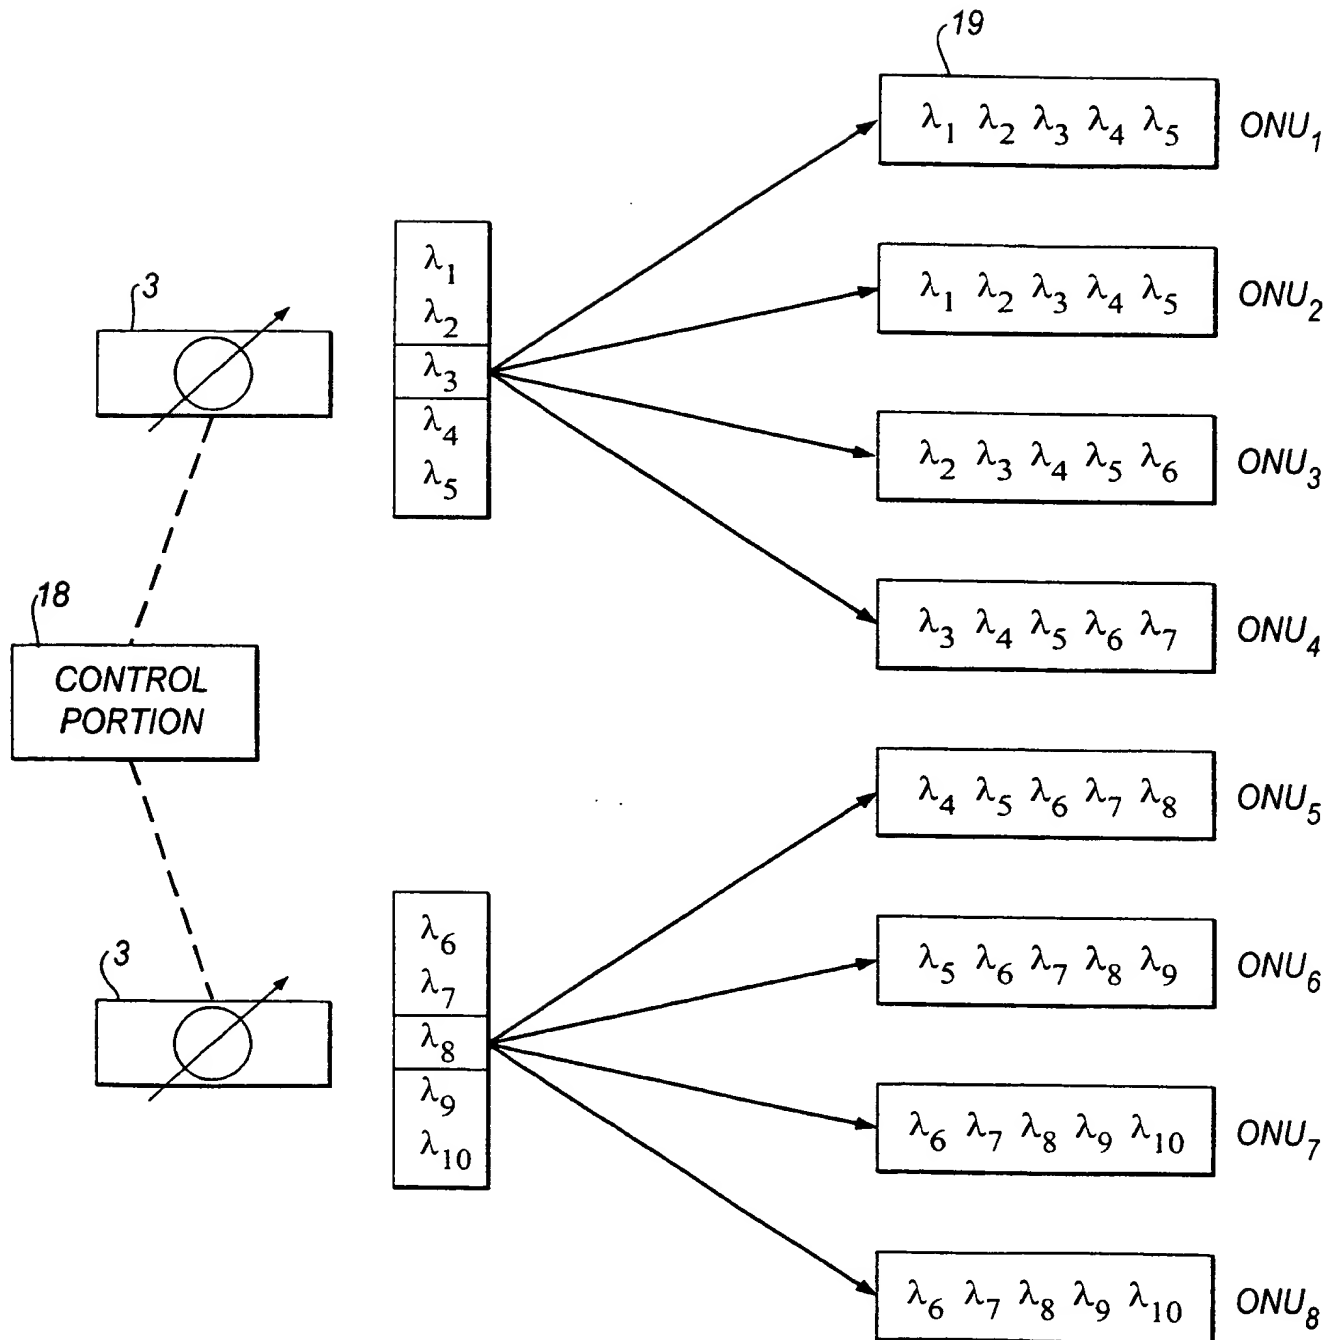 19
λ1 λ2 λ3 λ4 λ5 ONU1
λ1
λ2
λ3
λ4
λ5
3
λ1 λ2 λ3 λ4 λ5 ONU2
λ2 λ3 λ4 λ5 λ6 ONU3
18
CONTROL
PORTION
λ3 λ4 λ5 λ6 λ7 ONU4
λ4 λ5 λ6 λ7 λ8 ONU5
3
λ6
λ7
λ8
λ9
λ10
λ5 λ6 λ7 λ8 λ9 ONU6
λ6 λ7 λ8 λ9 λ10 ONU7
λ6 λ7 λ8 λ9 λ10 ONU8